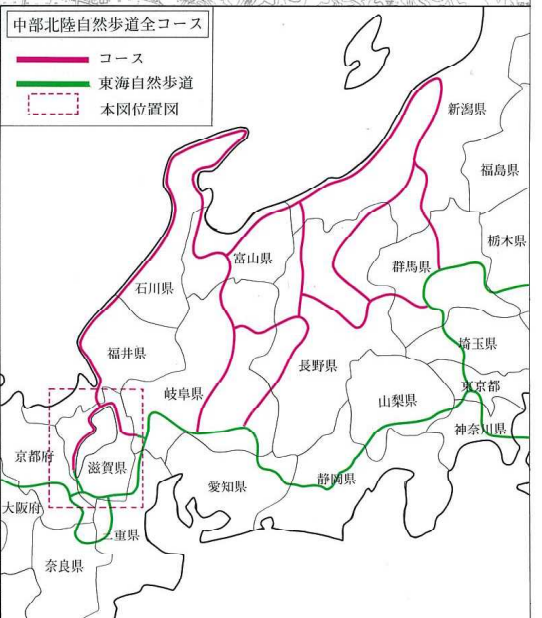 中部北陸自然歩道全コース
コース
東海自然歩道
本図位置図
新潟県
福島県
栃木県
群馬県
富山県
石川県
埼玉県
福井県
長野県
岐阜県
東京都
山梨県
神奈川県
京都府
滋賀県
静岡県
愛知県
大阪府
三重県
奈良県